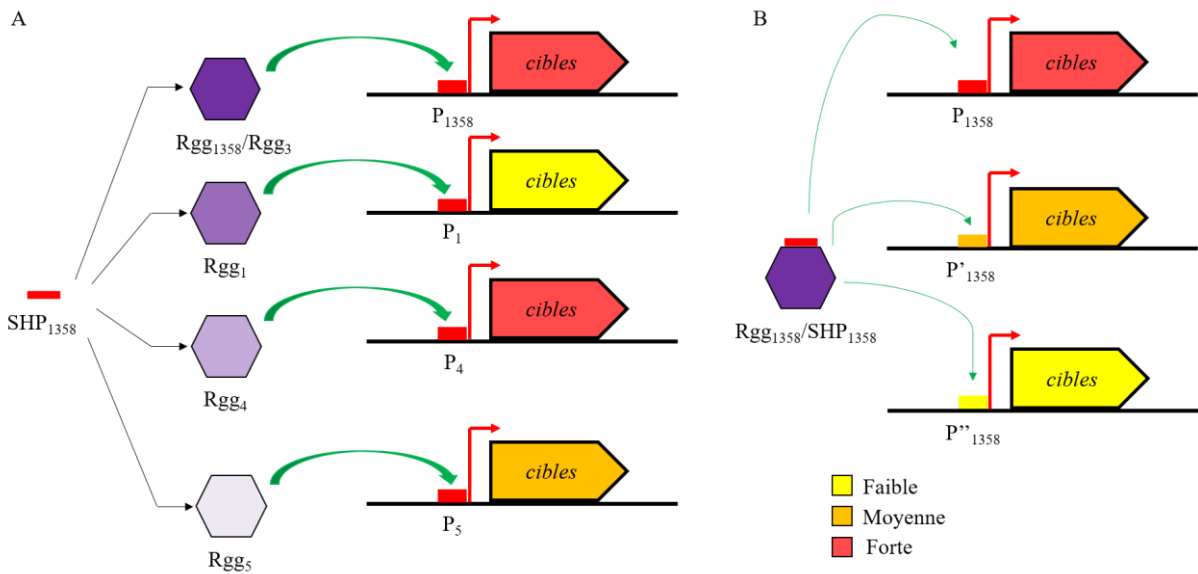 A
cibles
P1358
Rgg1358/Rgg3
cibles
P1
Rgg1
SHP1358
cibles
P4
Rgg4
cibles
P5
Rgg5
B
cibles
P1358
cibles
P'1358
Rgg1358/SHP1358
cibles
P''1358
Faible
Moyenne
Forte